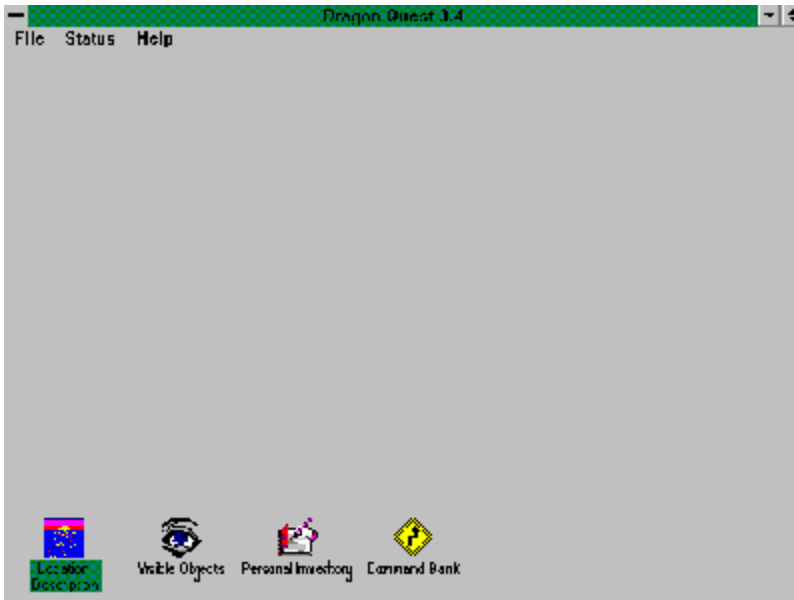 Dragon Quest 3.4
File Status Help
Location
Description
Visible Objects
Personal Inventory
Command Bank